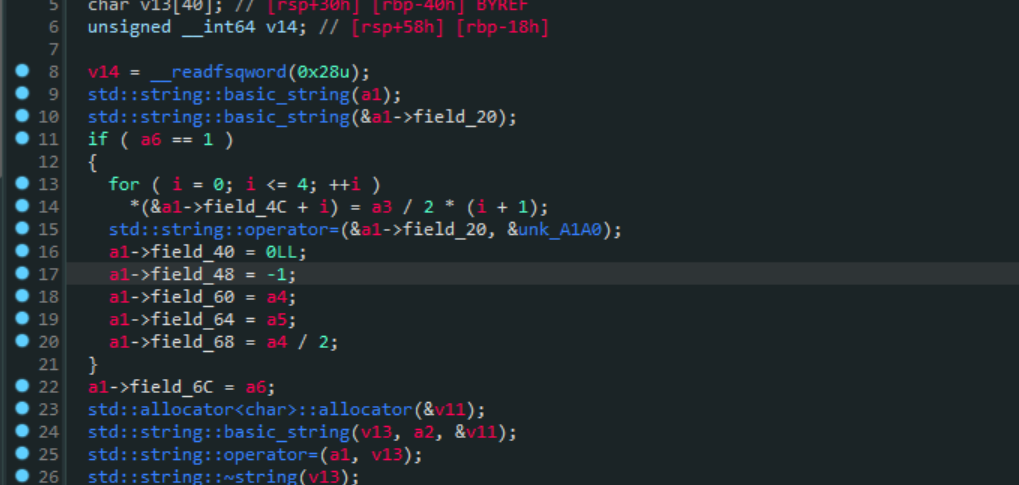 5 char v13[40]; // [rsp+30h] [rbp-40h] BYREF
6 unsigned __int64 v14; // [rsp+58h] [rbp-18h]
7
8 v14 = __readfsqword(0x28u);
9 std::string::basic_string(a1);
10 std::string::basic_string(&a1->field_20);
11 if ( a6 == 1 )
12 {
13 for ( i = 0; i <= 4; ++i )
14 *(&a1->field_4C + i) = a3 / 2 * (i + 1);
15 std::string::operator=(&a1->field_20, &unk_A1A0);
16 a1->field_40 = 0LL;
17 a1->field_48 = -1;
18 a1->field_60 = a4;
19 a1->field_64 = a5;
20 a1->field_68 = a4 / 2;
21 }
22 a1->field_6C = a6;
23 std::allocator<char>::allocator(&v11);
24 std::string::basic_string(v13, a2, &v11);
25 std::string::operator=(a1, v13);
26 std::string::~string(v13);